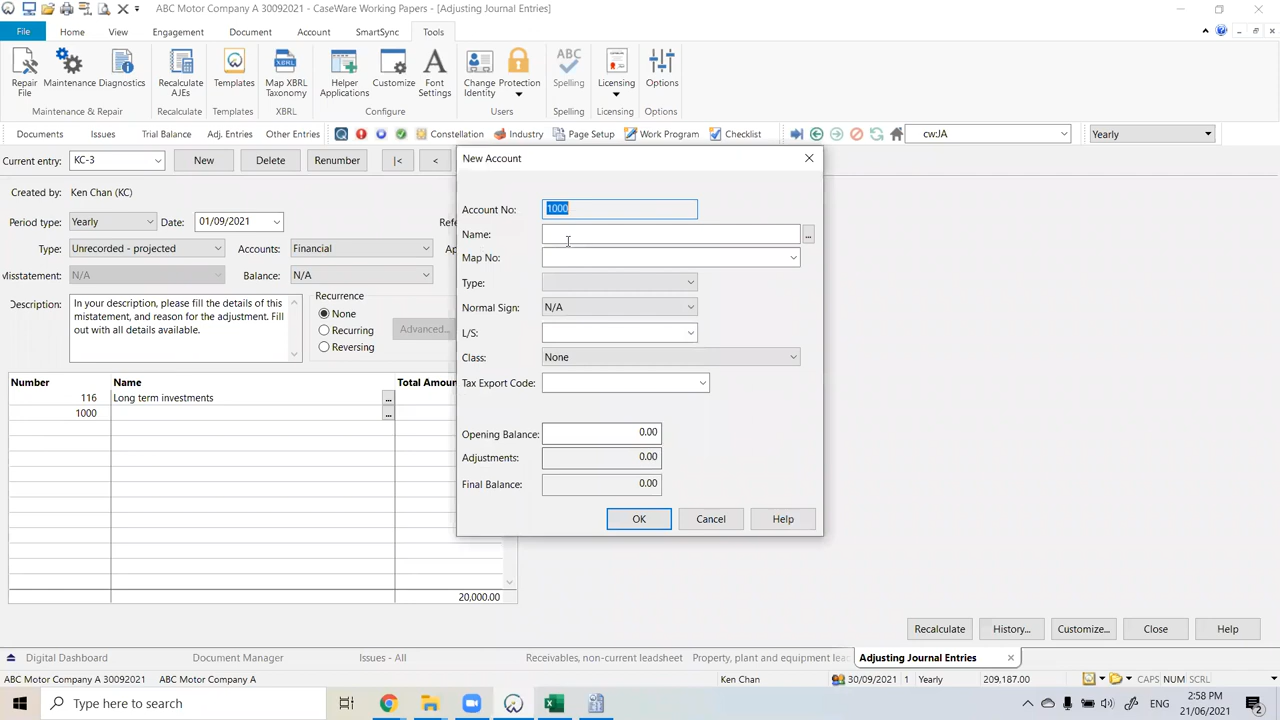 ABC Motor Company A 30092021 - CaseWare Working Papers - [Adjusting Journal Entries]
File Home View Engagement Document Account SmartSync Tools
Repair File
Maintenance
Diagnostics
Recalculate AJEs
Templates
Map XBRL Taxonomy
Helper Applications
Customize
Font Settings
Change Identity
Protection
ABC
Spelling
Licensing
Options
Maintenance & Repair Recalculate Templates XBRL Configure Users Spelling Licensing Options
Documents Issues Trial Balance Adj. Entries Other Entries Constellation Industry Page Setup Work Program Checklist cw:JA Yearly
Current entry: KC-3 New Delete Renumber |< <
Created by: Ken Chan (KC)
Period type: Yearly Date: 01/09/2021 Refe
Type: Unrecorded - projected Accounts: Financial Ap
Misstatement: N/A Balance: N/A
Description: In your description, please fill the details of this
mistatement, and reason for the adjustment. Fill
out with all details available.
Recurrence
None
Recurring Advanced...
Reversing
Number Name Total Amou
116 Long term investments ...
1000 ...
20,000.00
New Account
Account No: 1000
Name: ...
Map No:
Type:
Normal Sign: N/A
L/S:
Class: None
Tax Export Code:
Opening Balance: 0.00
Adjustments: 0.00
Final Balance: 0.00
OK Cancel Help
Recalculate History... Customize... Close Help
Digital Dashboard Document Manager Issues - All Receivables, non-current leadsheet Property, plant and equipment lea Adjusting Journal Entries
ABC Motor Company A 30092021 ABC Motor Company A Ken Chan 30/09/2021 1 Yearly 209,187.00 CAPS NUM SCRL
Type here to search ENG 2:58 PM
21/06/2021 2